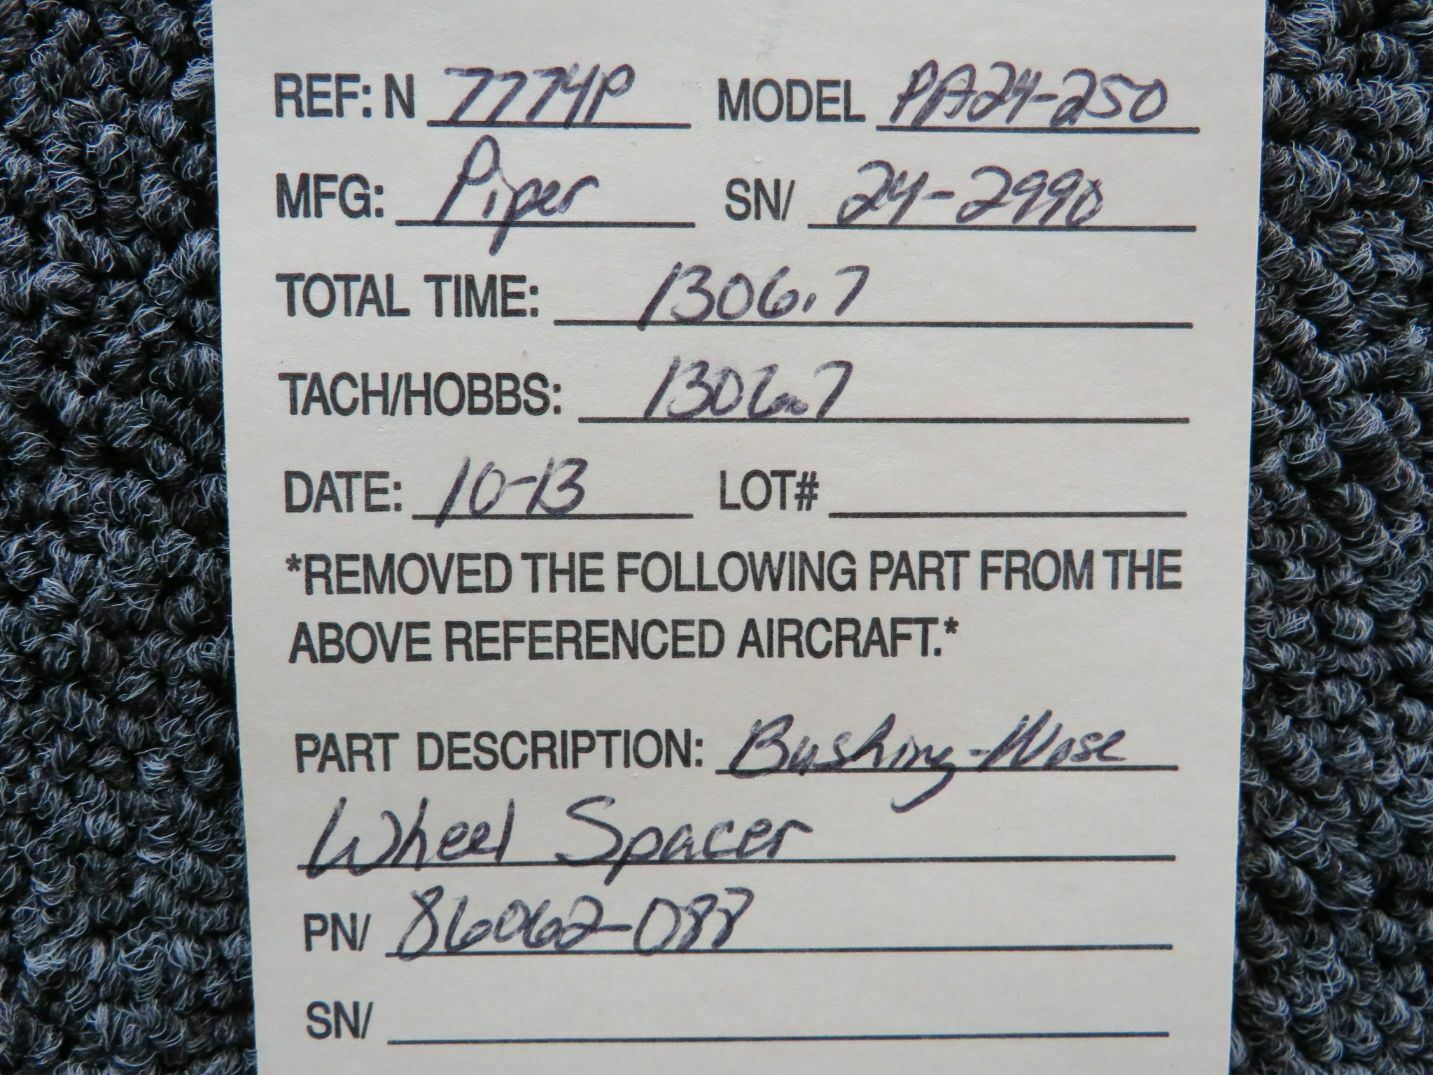 REF: N 7774P MODEL PA24-250
MFG: Piper SN/ 24-2990
TOTAL TIME: 1306.7
TACH/HOBBS: 1306.7
DATE: 10-13 LOT#
*REMOVED THE FOLLOWING PART FROM THE
ABOVE REFERENCED AIRCRAFT.*
PART DESCRIPTION: Bushing-Nose
Wheel Spacer
PN/ 86062-088
SN/